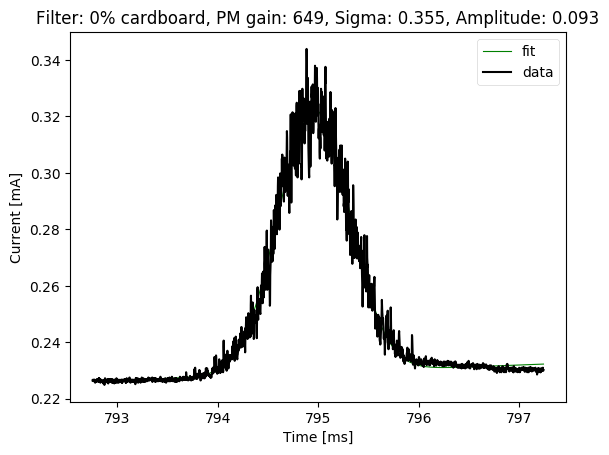 Filter: 0% cardboard, PM gain: 649, Sigma: 0.355, Amplitude: 0.093
fit
data
0.34
0.32
0.30
0.28
0.26
0.24
0.22
Current [mA]
793
794
795
796
797
Time [ms]